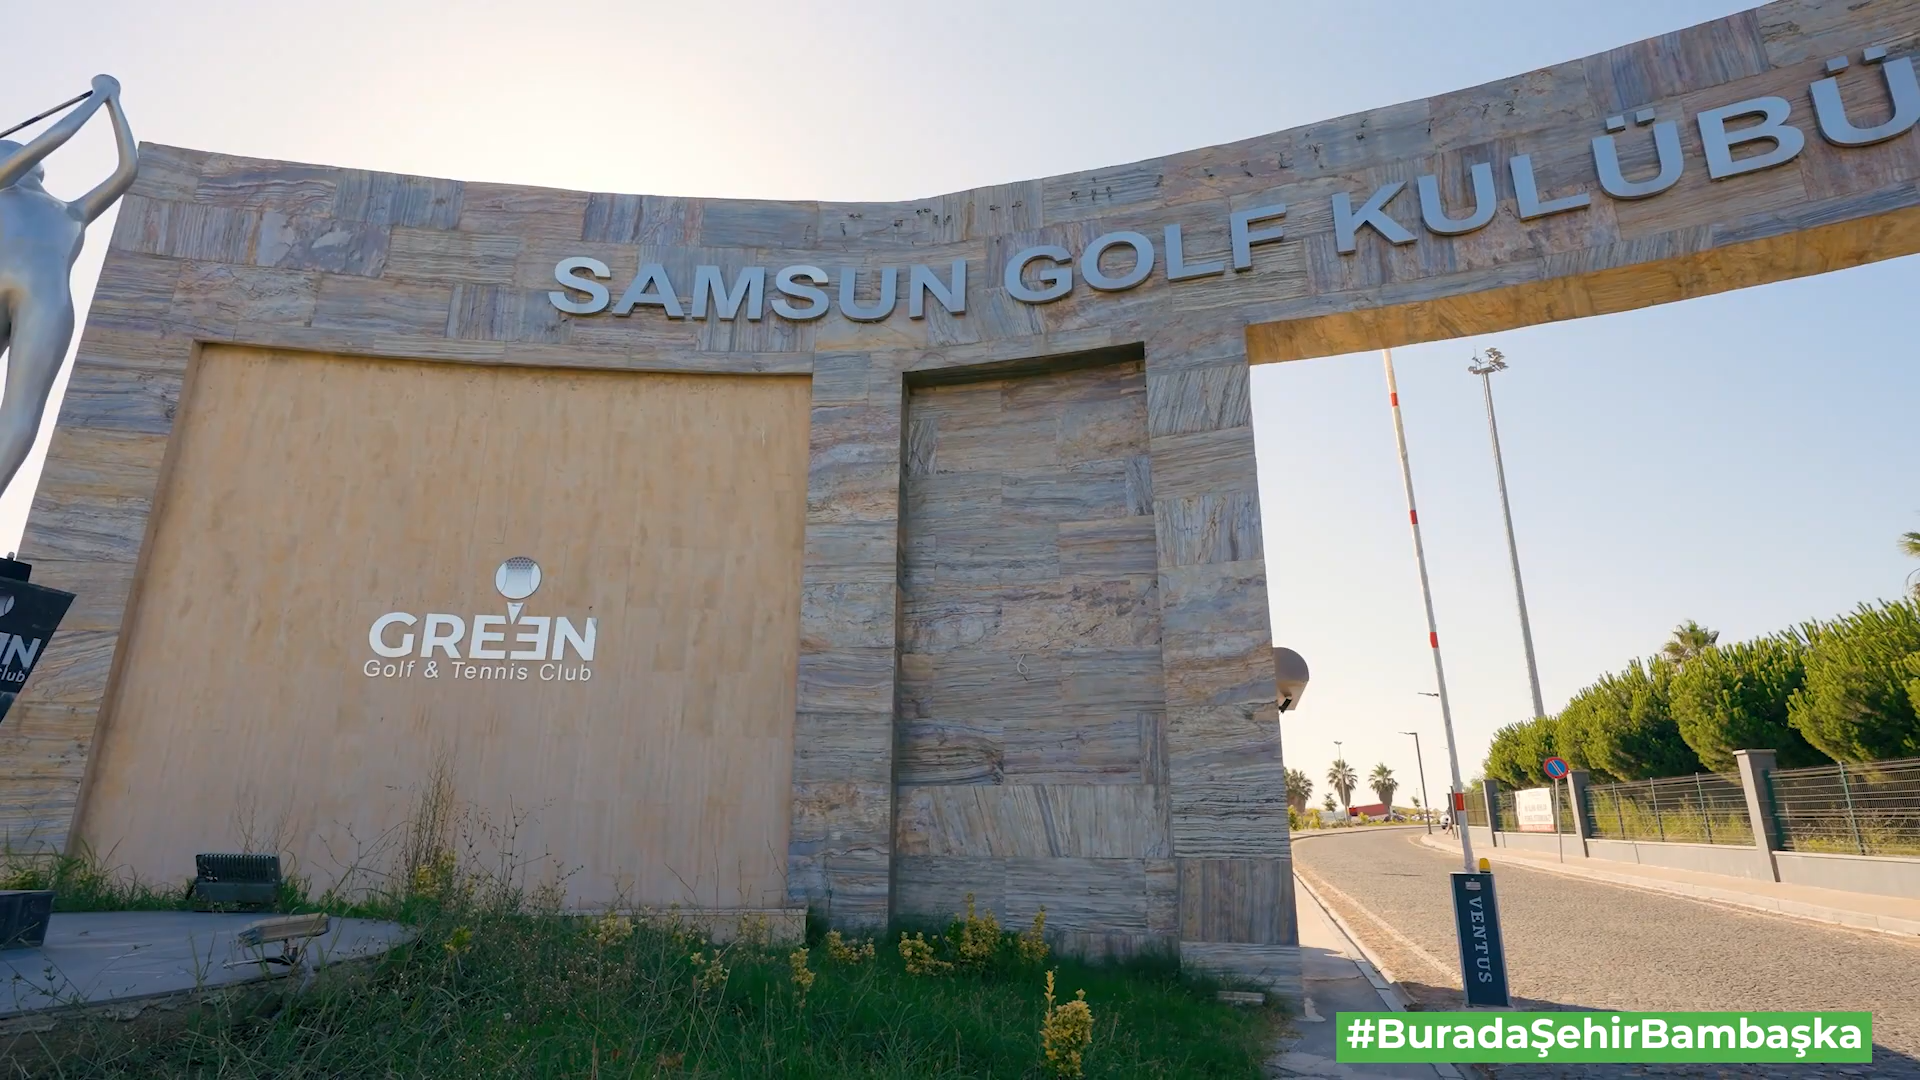 SAMSUN GOLF KULÜBÜ
GREEN
Golf & Tennis Club
VENTUS
#BuradaŞehirBambaşka